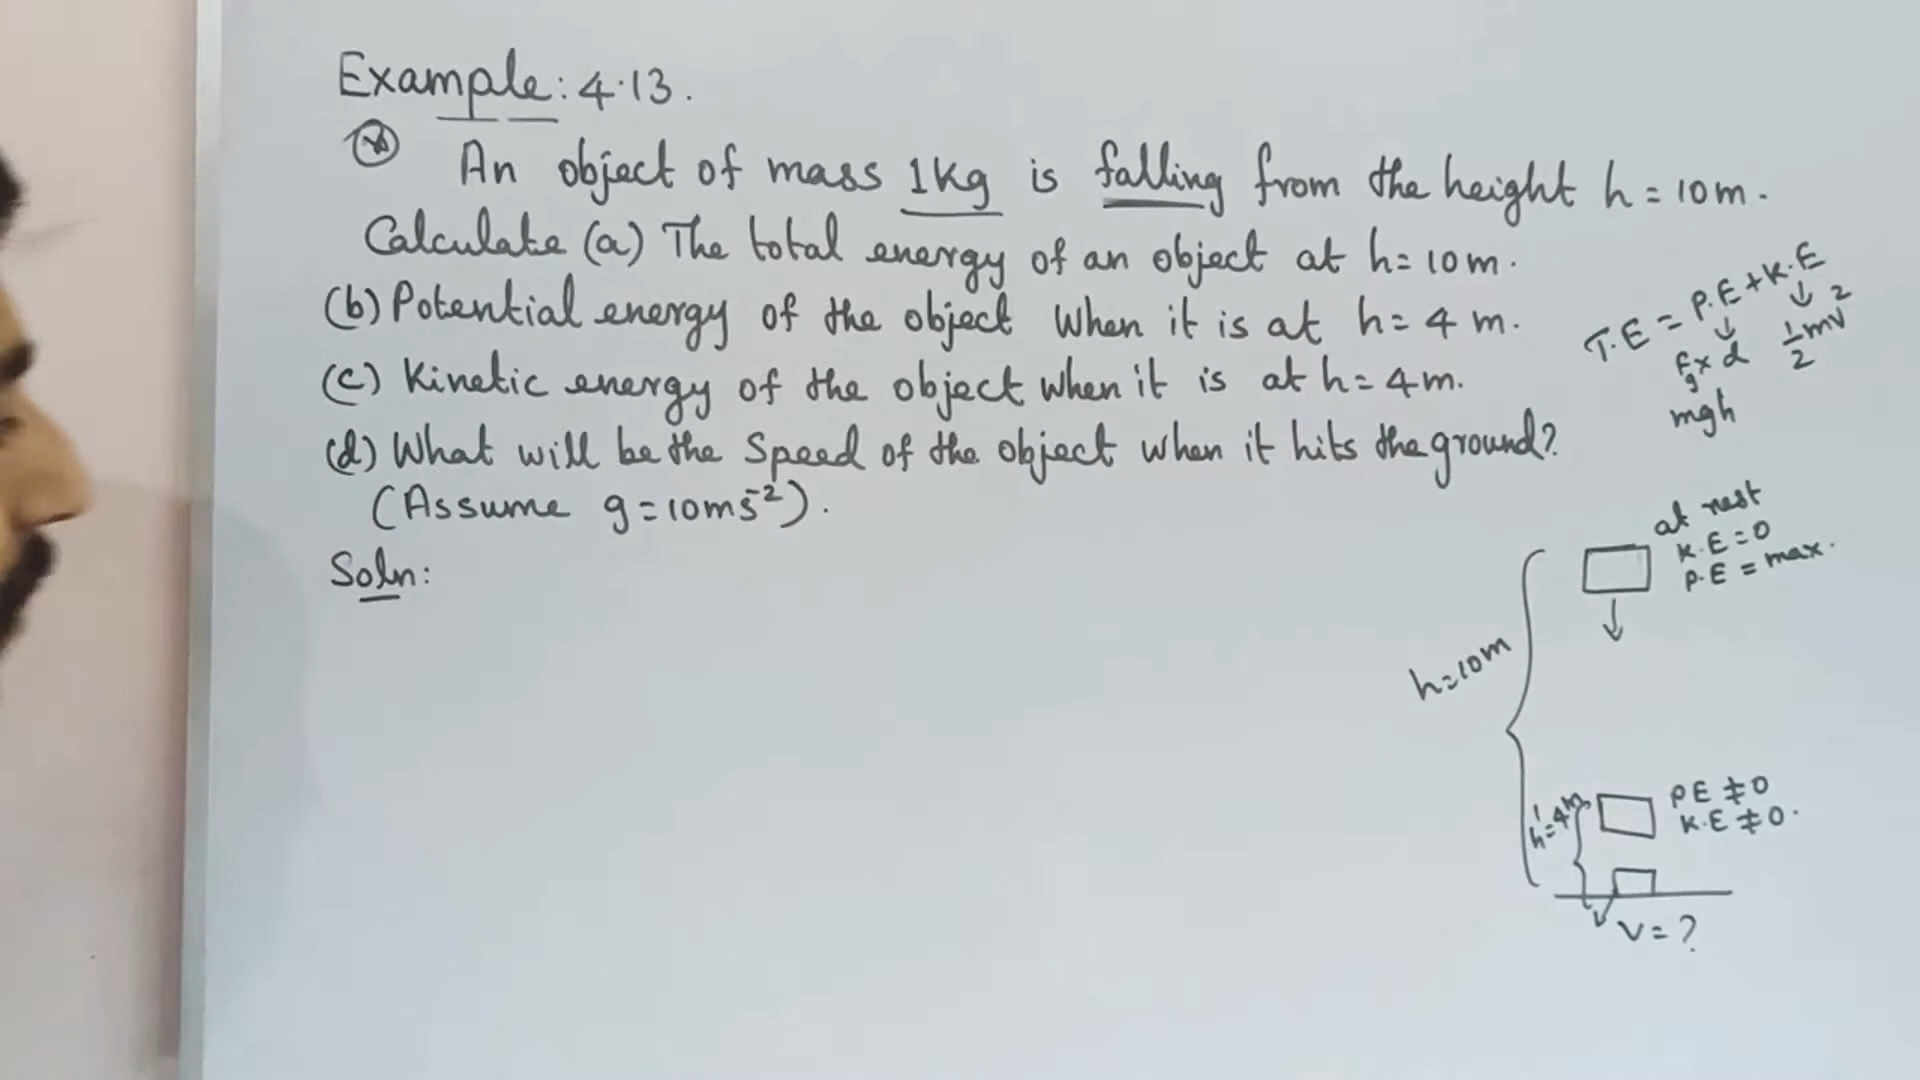 Example: 4.13.
An object of mass 1kg is falling from the height h = 10m.
Calculate (a) The total energy of an object at h = 10m.
(b) Potential energy of the object when it is at h = 4 m.
(c) Kinetic energy of the object when it is at h = 4m.
(d) What will be the Speed of the object when it hits the ground?
(Assume g = 10ms⁻²).
Soln:
T.E = P.E + K.E
↓ ↓
Fg x d ½mv²
mgh
at rest
K.E = 0
P.E = max.
h = 10m
h' = 4m
PE ≠ 0
K.E ≠ 0.
V = ?